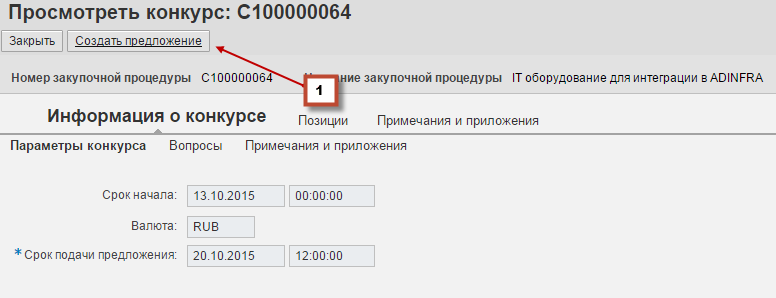 Просмотреть конкурс: C100000064
Закрыть Создать предложение
Номер закупочной процедуры C100000064 ние закупочной процедуры IT оборудование для интеграции в ADINFRA
1
Информация о конкурсе Позиции Примечания и приложения
Параметры конкурса Вопросы Примечания и приложения
Срок начала: 13.10.2015 00:00:00
Валюта: RUB
* Срок подачи предложения: 20.10.2015 12:00:00